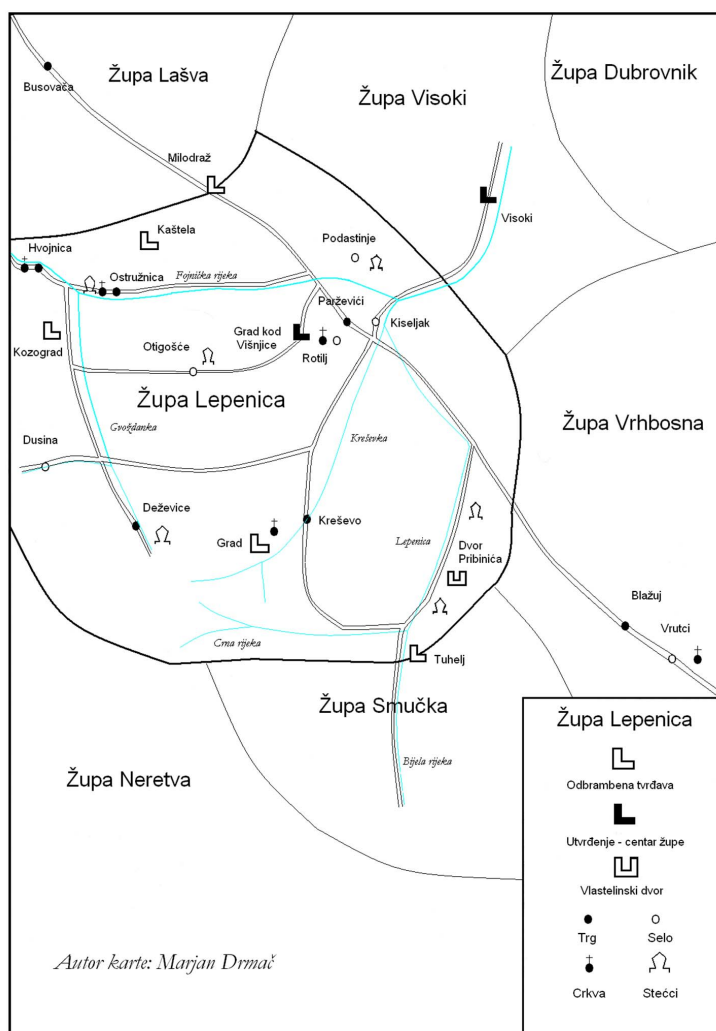 Župa Lašva
Župa Visoki
Župa Dubrovnik
Busovača
Milodraž
Visoki
Kaštela
Podastinje
Hvojnica
Ostružnica
Fojnička rijeka
Parževići
Kiseljak
Grad kod
Višnjice
Rotilj
Kozograd
Otigošće
Župa Lepenica
Župa Vrhbosna
Gvoždanka
Kreševka
Dusina
Deževice
Grad
Kreševo
Lepenica
Dvor
Pribinića
Blažuj
Vrutci
Crna rijeka
Tuhelj
Župa Smučka
Župa Neretva
Bijela rijeka
Župa Lepenica
Odbrambena tvrđava
Utvrđenje - centar župe
Vlastelinski dvor
Trg
Selo
Crkva
Stećci
Autor karte: Marjan Drmač